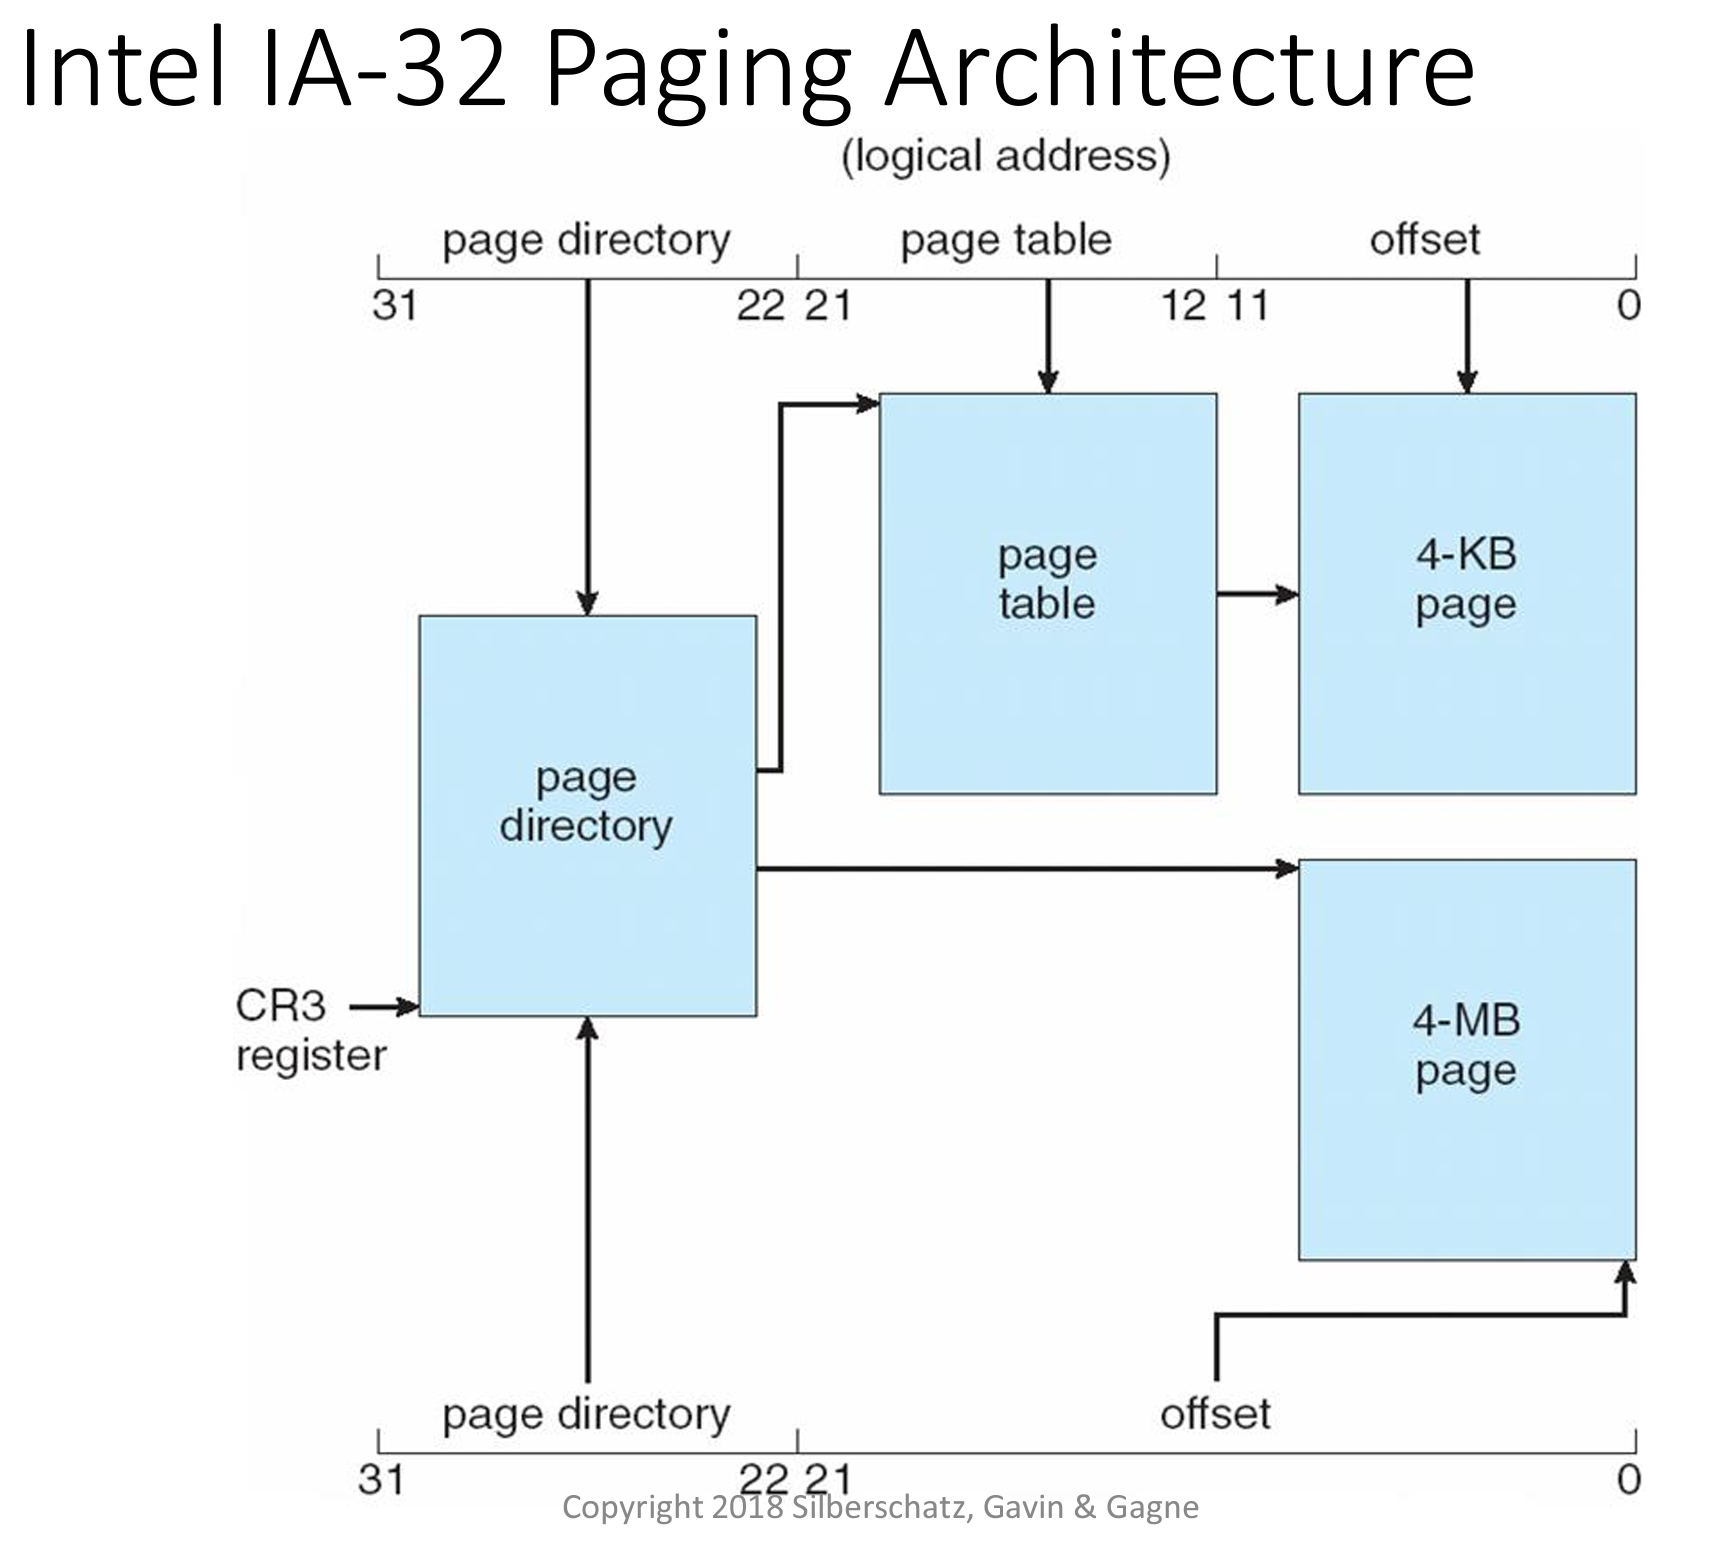 Intel IA-32 Paging Architecture
(logical address)
page directory page table offset
31 22 21 12 11 0
page
table
4-KB
page
page
directory
CR3
register
4-MB
page
page directory offset
31 22 21 0
Copyright 2018 Silberschatz, Gavin & Gagne